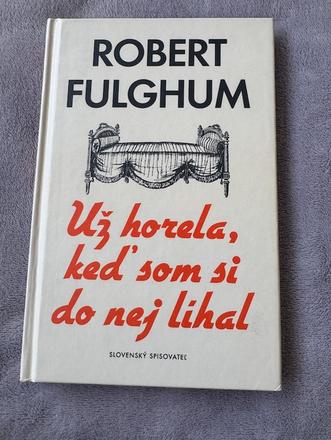 ROBERT
FULGHUM
Už horela,
keď som si
do nej líhal
SLOVENSKÝ SPISOVATEĽ